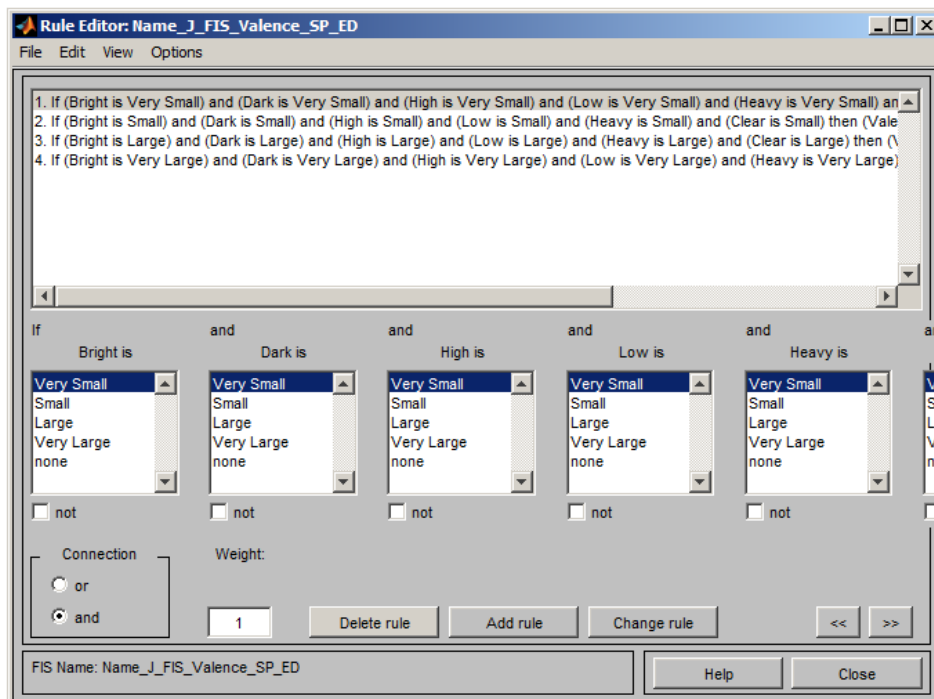 Rule Editor: Name_J_FIS_Valence_SP_ED
File Edit View Options
1. If (Bright is Very Small) and (Dark is Very Small) and (High is Very Small) and (Low is Very Small) and (Heavy is Very Small) an
2. If (Bright is Small) and (Dark is Small) and (High is Small) and (Low is Small) and (Heavy is Small) and (Clear is Small) then (Vale
3. If (Bright is Large) and (Dark is Large) and (High is Large) and (Low is Large) and (Heavy is Large) and (Clear is Large) then (V
4. If (Bright is Very Large) and (Dark is Very Large) and (High is Very Large) and (Low is Very Large) and (Heavy is Very Large)
If and and and and a
Bright is Dark is High is Low is Heavy is
Very Small Very Small Very Small Very Small Very Small V
Small Small Small Small Small S
Large Large Large Large Large L
Very Large Very Large Very Large Very Large Very Large V
none none none none none n
not not not not not
Connection Weight:
or
and 1 Delete rule Add rule Change rule << >>
FIS Name: Name_J_FIS_Valence_SP_ED Help Close